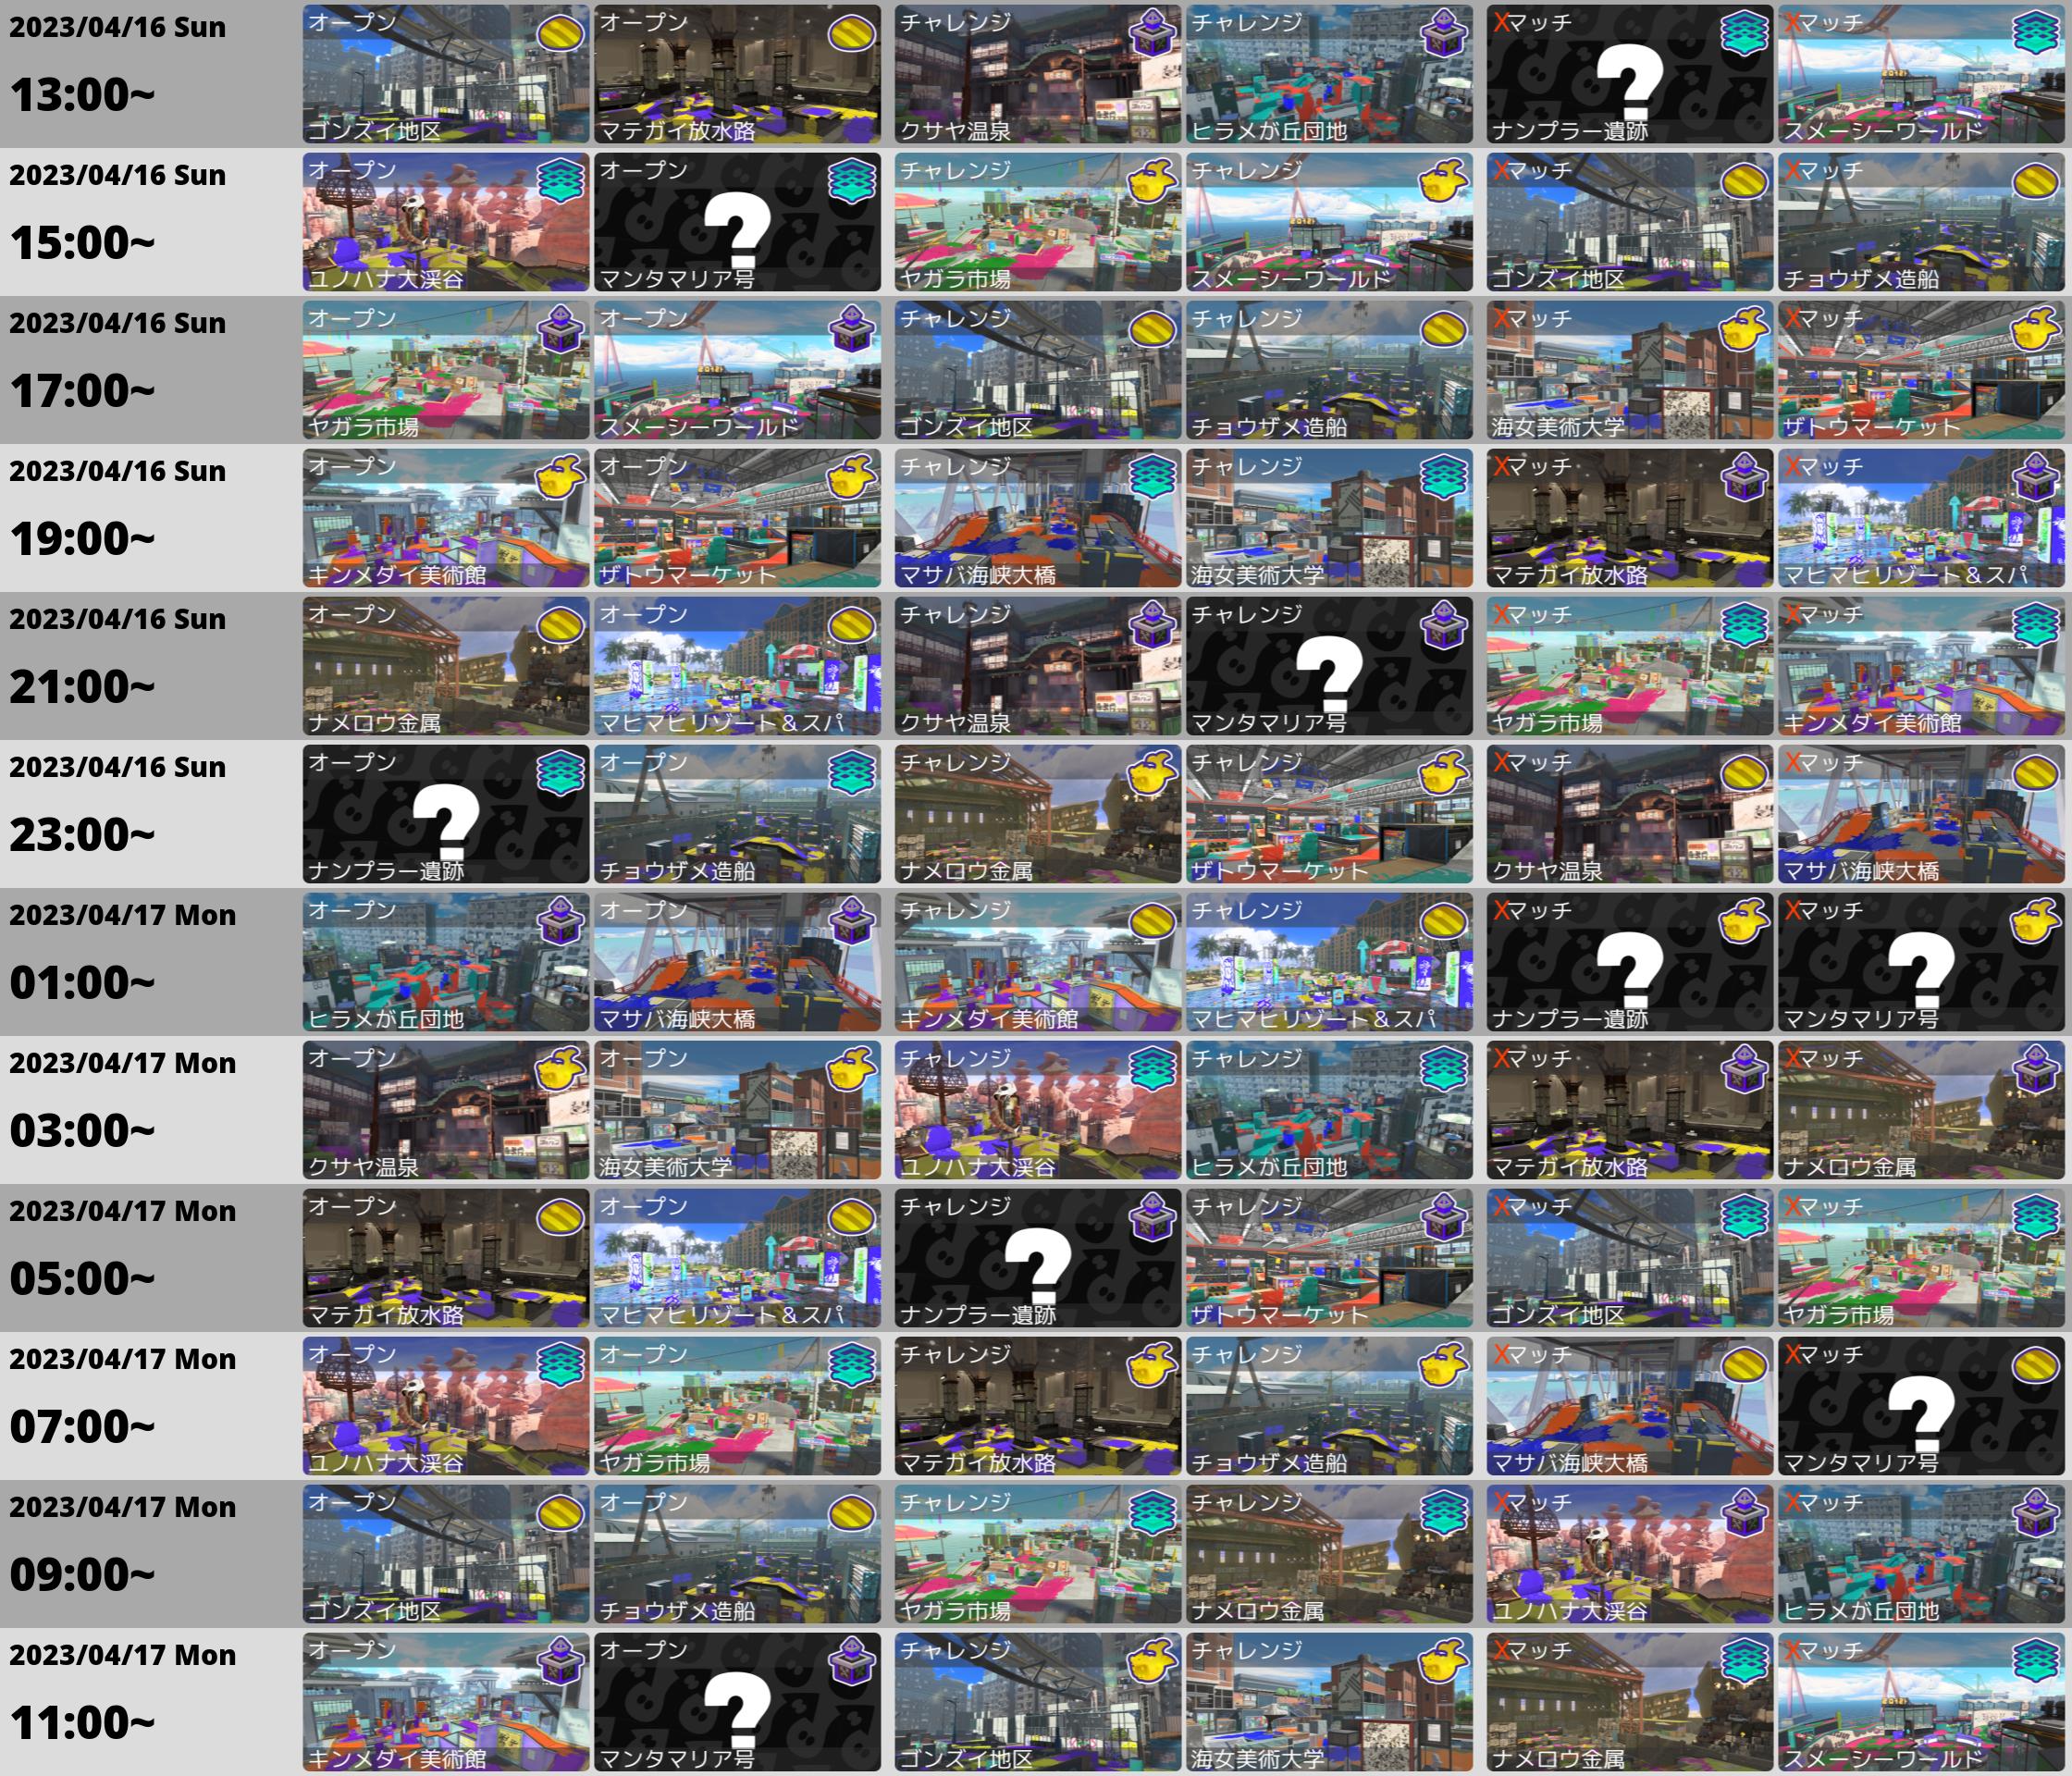 2023/04/16 Sun
13:00~
オープン オープン チャレンジ チャレンジ Xマッチ Xマッチ
ゴンズイ地区 マテガイ放水路 クサヤ温泉 ヒラメが丘団地 ナンプラー遺跡 スメーシーワールド
2023/04/16 Sun
15:00~
オープン オープン チャレンジ チャレンジ Xマッチ Xマッチ
ユノハナ大渓谷 マンタマリア号 ヤガラ市場 スメーシーワールド ゴンズイ地区 チョウザメ造船
2023/04/16 Sun
17:00~
オープン オープン チャレンジ チャレンジ Xマッチ Xマッチ
ヤガラ市場 スメーシーワールド ゴンズイ地区 チョウザメ造船 海女美術大学 ザトウマーケット
2023/04/16 Sun
19:00~
オープン オープン チャレンジ チャレンジ Xマッチ Xマッチ
キンメダイ美術館 ザトウマーケット マサバ海峡大橋 海女美術大学 マテガイ放水路 マヒマヒリゾート＆スパ
2023/04/16 Sun
21:00~
オープン オープン チャレンジ チャレンジ Xマッチ Xマッチ
ナメロウ金属 マヒマヒリゾート＆スパ クサヤ温泉 マンタマリア号 ヤガラ市場 キンメダイ美術館
2023/04/16 Sun
23:00~
オープン オープン チャレンジ チャレンジ Xマッチ Xマッチ
ナンプラー遺跡 チョウザメ造船 ナメロウ金属 ザトウマーケット クサヤ温泉 マサバ海峡大橋
2023/04/17 Mon
01:00~
オープン オープン チャレンジ チャレンジ Xマッチ Xマッチ
ヒラメが丘団地 マサバ海峡大橋 キンメダイ美術館 マヒマヒリゾート＆スパ ナンプラー遺跡 マンタマリア号
2023/04/17 Mon
03:00~
オープン オープン チャレンジ チャレンジ Xマッチ Xマッチ
クサヤ温泉 海女美術大学 ユノハナ大渓谷 ヒラメが丘団地 マテガイ放水路 ナメロウ金属
2023/04/17 Mon
05:00~
オープン オープン チャレンジ チャレンジ Xマッチ Xマッチ
マテガイ放水路 マヒマヒリゾート＆スパ ナンプラー遺跡 ザトウマーケット ゴンズイ地区 ヤガラ市場
2023/04/17 Mon
07:00~
オープン オープン チャレンジ チャレンジ Xマッチ Xマッチ
ユノハナ大渓谷 ヤガラ市場 マテガイ放水路 チョウザメ造船 マサバ海峡大橋 マンタマリア号
2023/04/17 Mon
09:00~
オープン オープン チャレンジ チャレンジ Xマッチ Xマッチ
ゴンズイ地区 チョウザメ造船 ヤガラ市場 ナメロウ金属 ユノハナ大渓谷 ヒラメが丘団地
2023/04/17 Mon
11:00~
オープン オープン チャレンジ チャレンジ Xマッチ Xマッチ
キンメダイ美術館 マンタマリア号 ゴンズイ地区 海女美術大学 ナメロウ金属 スメーシーワールド